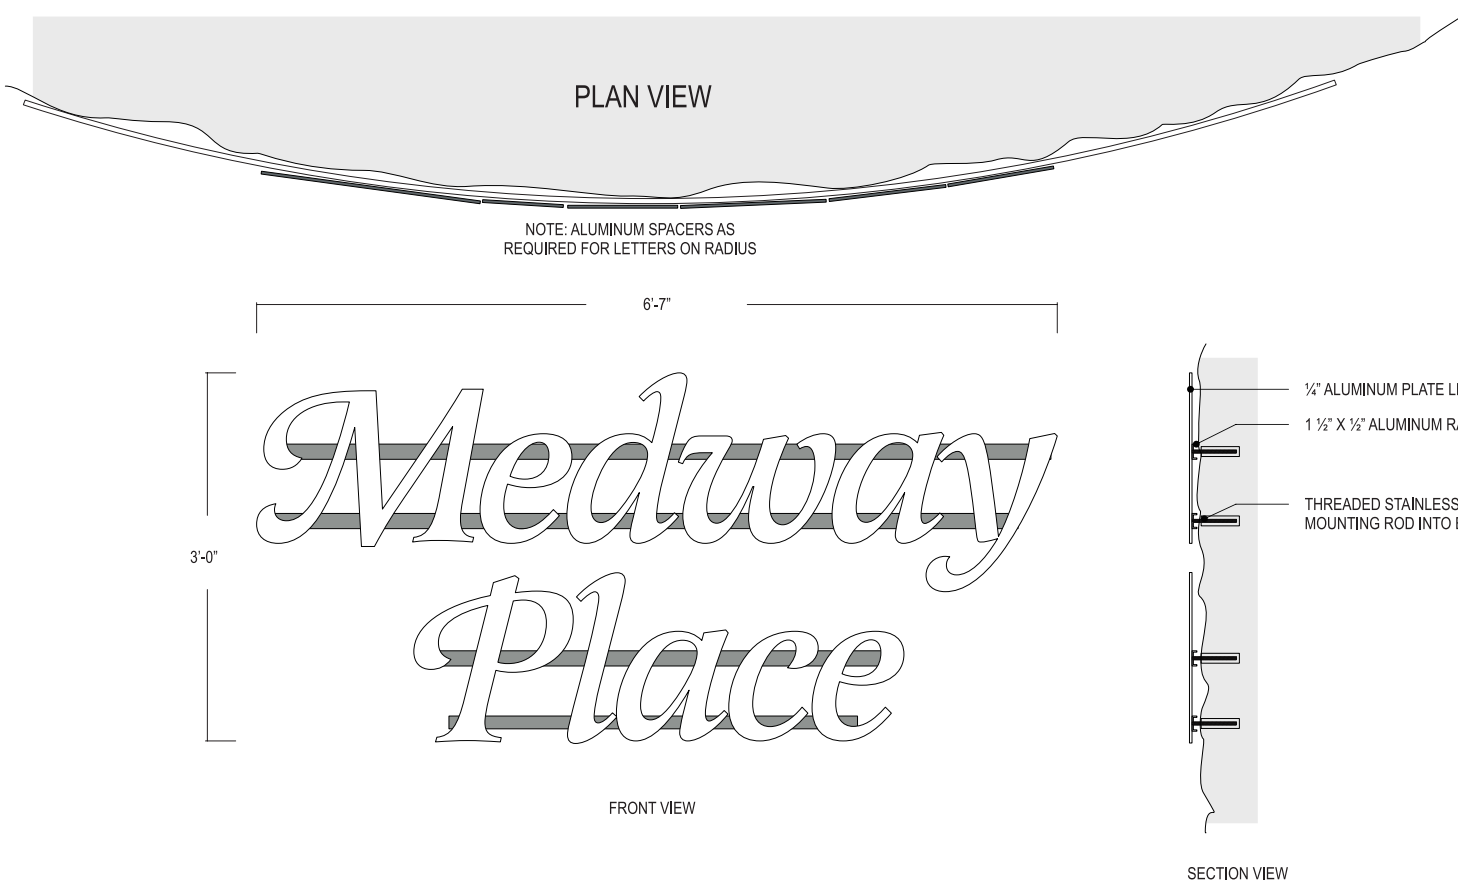 PLAN VIEW
NOTE: ALUMINUM SPACERS AS
REQUIRED FOR LETTERS ON RADIUS
6'-7"
3'-0"
Medway
Place
FRONT VIEW
¼" ALUMINUM PLATE
1 ½" X ½" ALUMINUM
THREADED STAINLESS
MOUNTING ROD INTO
SECTION VIEW